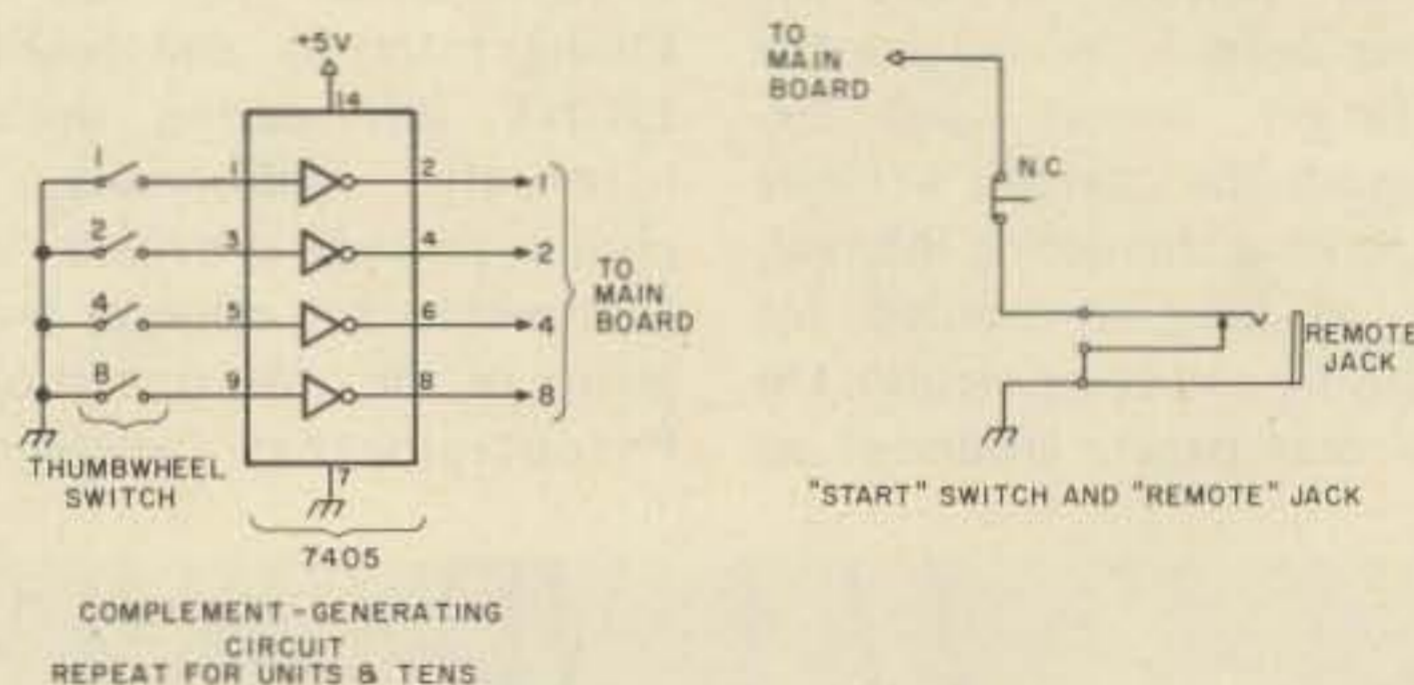 +5V
14
1
1
2
1
2
3
4
2
4
5
6
4
8
9
8
8
TO
MAIN
BOARD
THUMBWHEEL
SWITCH
7
7405
COMPLEMENT-GENERATING
CIRCUIT
REPEAT FOR UNITS & TENS
TO
MAIN
BOARD
N.C.
REMOTE
JACK
"START" SWITCH AND "REMOTE" JACK